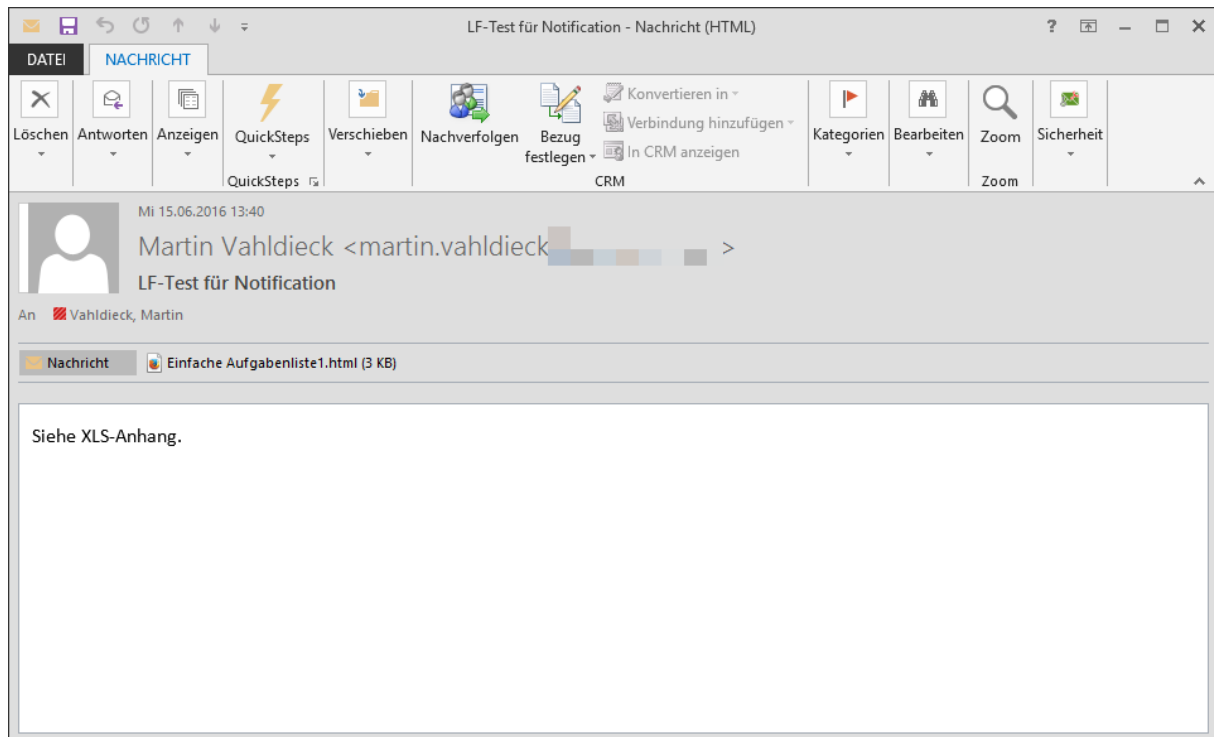 LF-Test für Notification - Nachricht (HTML)
?
DATEI NACHRICHT
Löschen Antworten Anzeigen QuickSteps Verschieben Nachverfolgen Bezug festlegen
Konvertieren in
Verbindung hinzufügen
In CRM anzeigen
Kategorien Bearbeiten Zoom Sicherheit
QuickSteps CRM Zoom
Mi 15.06.2016 13:40
Martin Vahldieck <martin.vahldieck >
LF-Test für Notification
An Vahldieck, Martin
Nachricht Einfache Aufgabenliste1.html (3 KB)
Siehe XLS-Anhang.